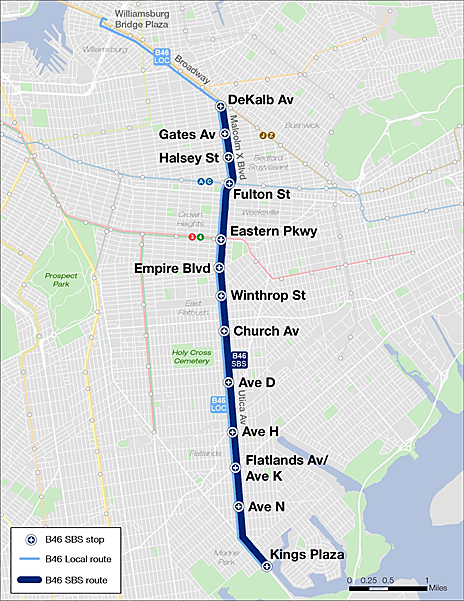 Williamsburg
Bridge Plaza
Williamsburg
B46
LOC
Broadway
DeKalb Av
Gates Av
Malcolm X Blvd
Bushwick
J Z
Halsey St
Bedford
Stuyvesant
A C
Fulton St
Crown
Heights
Weeksville
3 4
Eastern Pkwy
Empire Blvd
Prospect
Park
Winthrop St
East
Flatbush
Church Av
Holy Cross
Cemetery
B46
SBS
Ave D
B46
LOC
Utica Av
Ave H
Flatlands
Flatlands Av/
Ave K
Ave N
Marine
Park
Kings Plaza
B46 SBS stop
B46 Local route
B46 SBS route
0 0.25 0.5 1
Miles